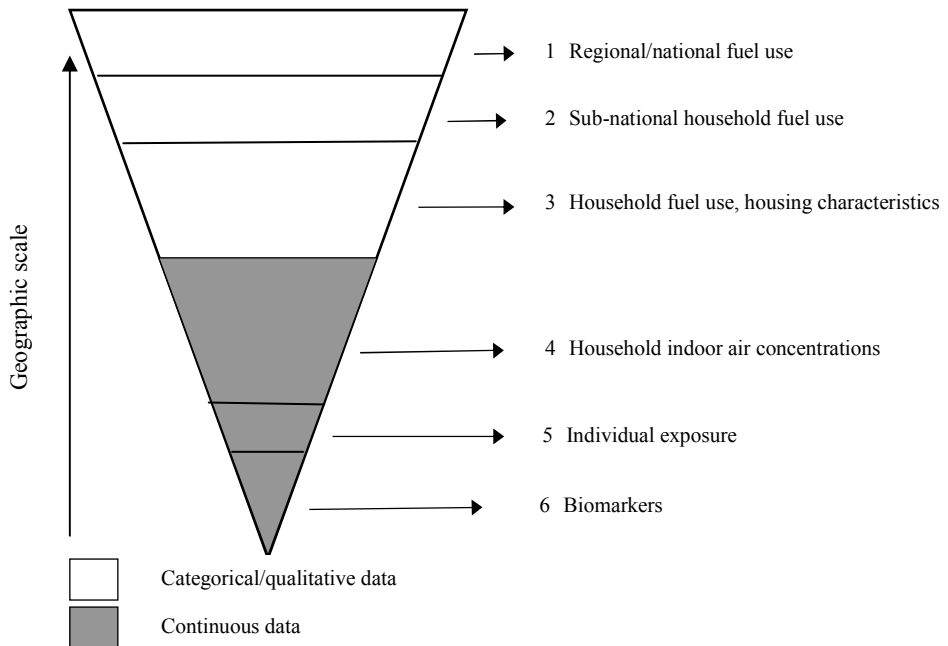 1 Regional/national fuel use
2 Sub-national household fuel use
3 Household fuel use, housing characteristics
Geographic scale
4 Household indoor air concentrations
5 Individual exposure
6 Biomarkers
Categorical/qualitative data
Continuous data